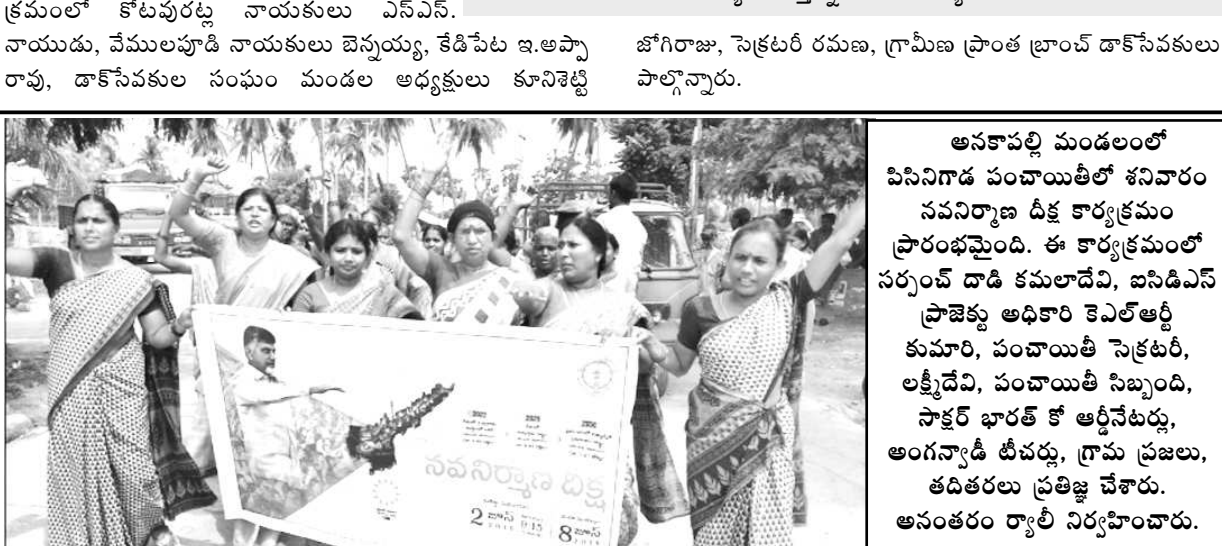 క్రమంలో కోటవురట్ల నాయకులు ఎస్ఎస్.
నాయుడు, వేములపూడి నాయకులు బెన్నయ్య, కేడిపేట ఇ.అప్పా
రావు, డాక్‌సేవకుల సంఘం మండల అధ్యక్షులు కూనిశెట్టి
జోగిరాజు, సెక్రటరీ రమణ, గ్రామీణ ప్రాంత బ్రాంచ్ డాక్‌సేవకులు
పాల్గొన్నారు.
నవనిర్మాణ దీక్ష
2 జూన్ 8 జూన్
అనకాపల్లి మండలంలో
పిసినిగాడ పంచాయితీలో శనివారం
నవనిర్మాణ దీక్ష కార్యక్రమం
ప్రారంభమైంది. ఈ కార్యక్రమంలో
సర్పంచ్ దాడి కమలాదేవి, ఐసిడిఎస్
ప్రాజెక్టు అధికారి కెఎల్ఆర్టీ
కుమారి, పంచాయితీ సెక్రటరీ,
లక్ష్మీదేవి, పంచాయితీ సిబ్బంది,
సాక్షర్ భారత్ కో ఆర్డీనేటర్లు,
అంగన్వాడీ టీచర్లు, గ్రామ ప్రజలు,
తదితరలు ప్రతిజ్ఞ చేశారు.
అనంతరం ర్యాలీ నిర్వహించారు.